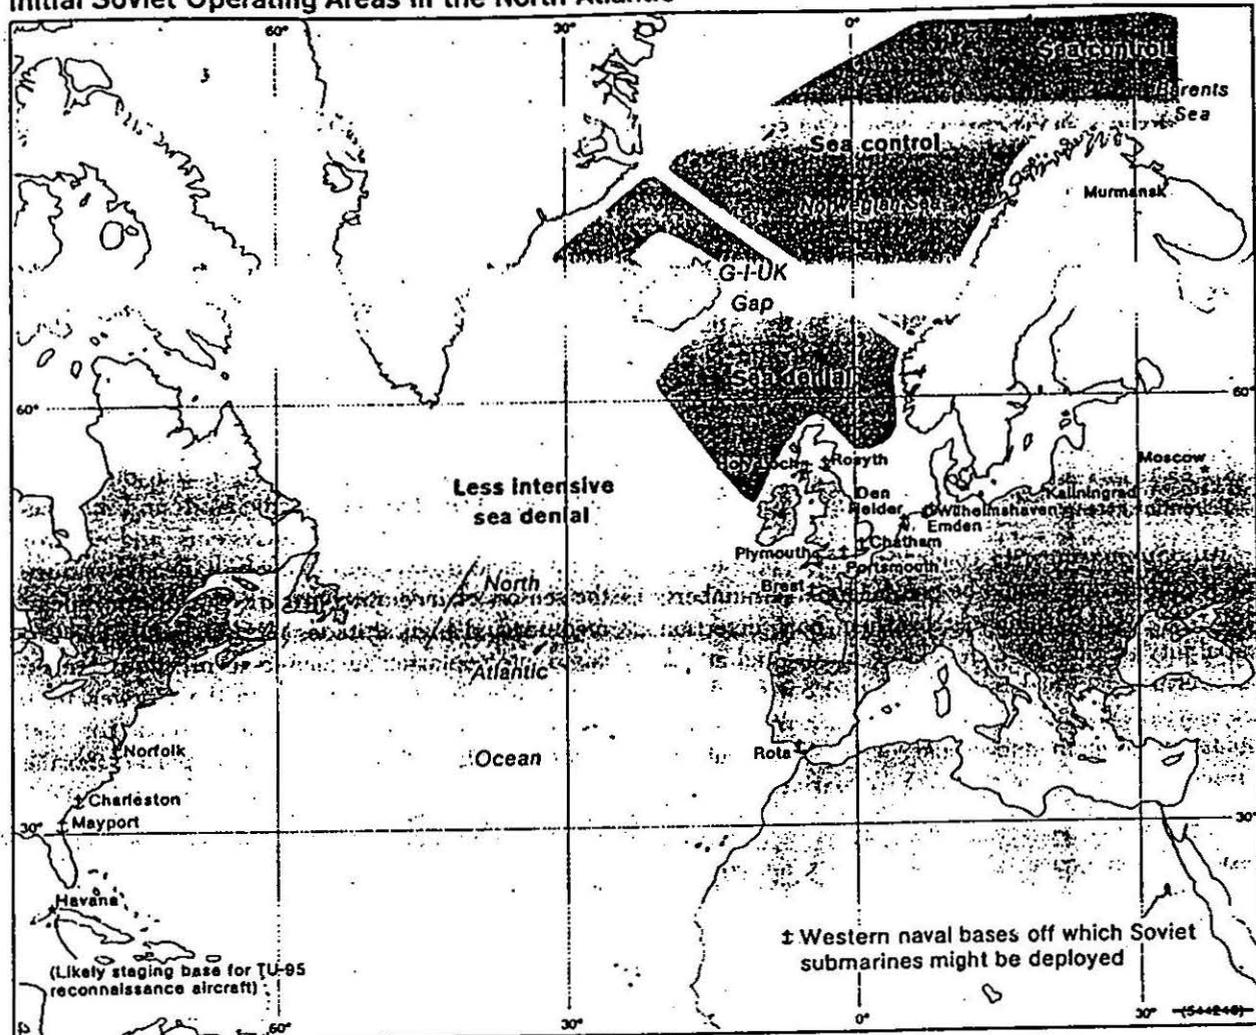 Initial Soviet Operating Areas in the North Atlantic
60°
30°
0°
Sea control
Barents
Sea
Sea control
Norwegian Sea
Murmansk
G-I-UK
Gap
Sea denial
60°
60°
Holy Loch
Rosyth
Moscow
Less intensive
sea denial
Den
Helder
Wilhelmshaven
Kaliningrad
Emden
Chatham
Plymouth
Portsmouth
Brest
North
Atlantic
Ocean
Norfolk
Rota
Charleston
Mayport
30°
30°
Havana
(Likely staging base for TU-95
reconnaissance aircraft)
‡ Western naval bases off which Soviet
submarines might be deployed
60°
30°
0°
30°